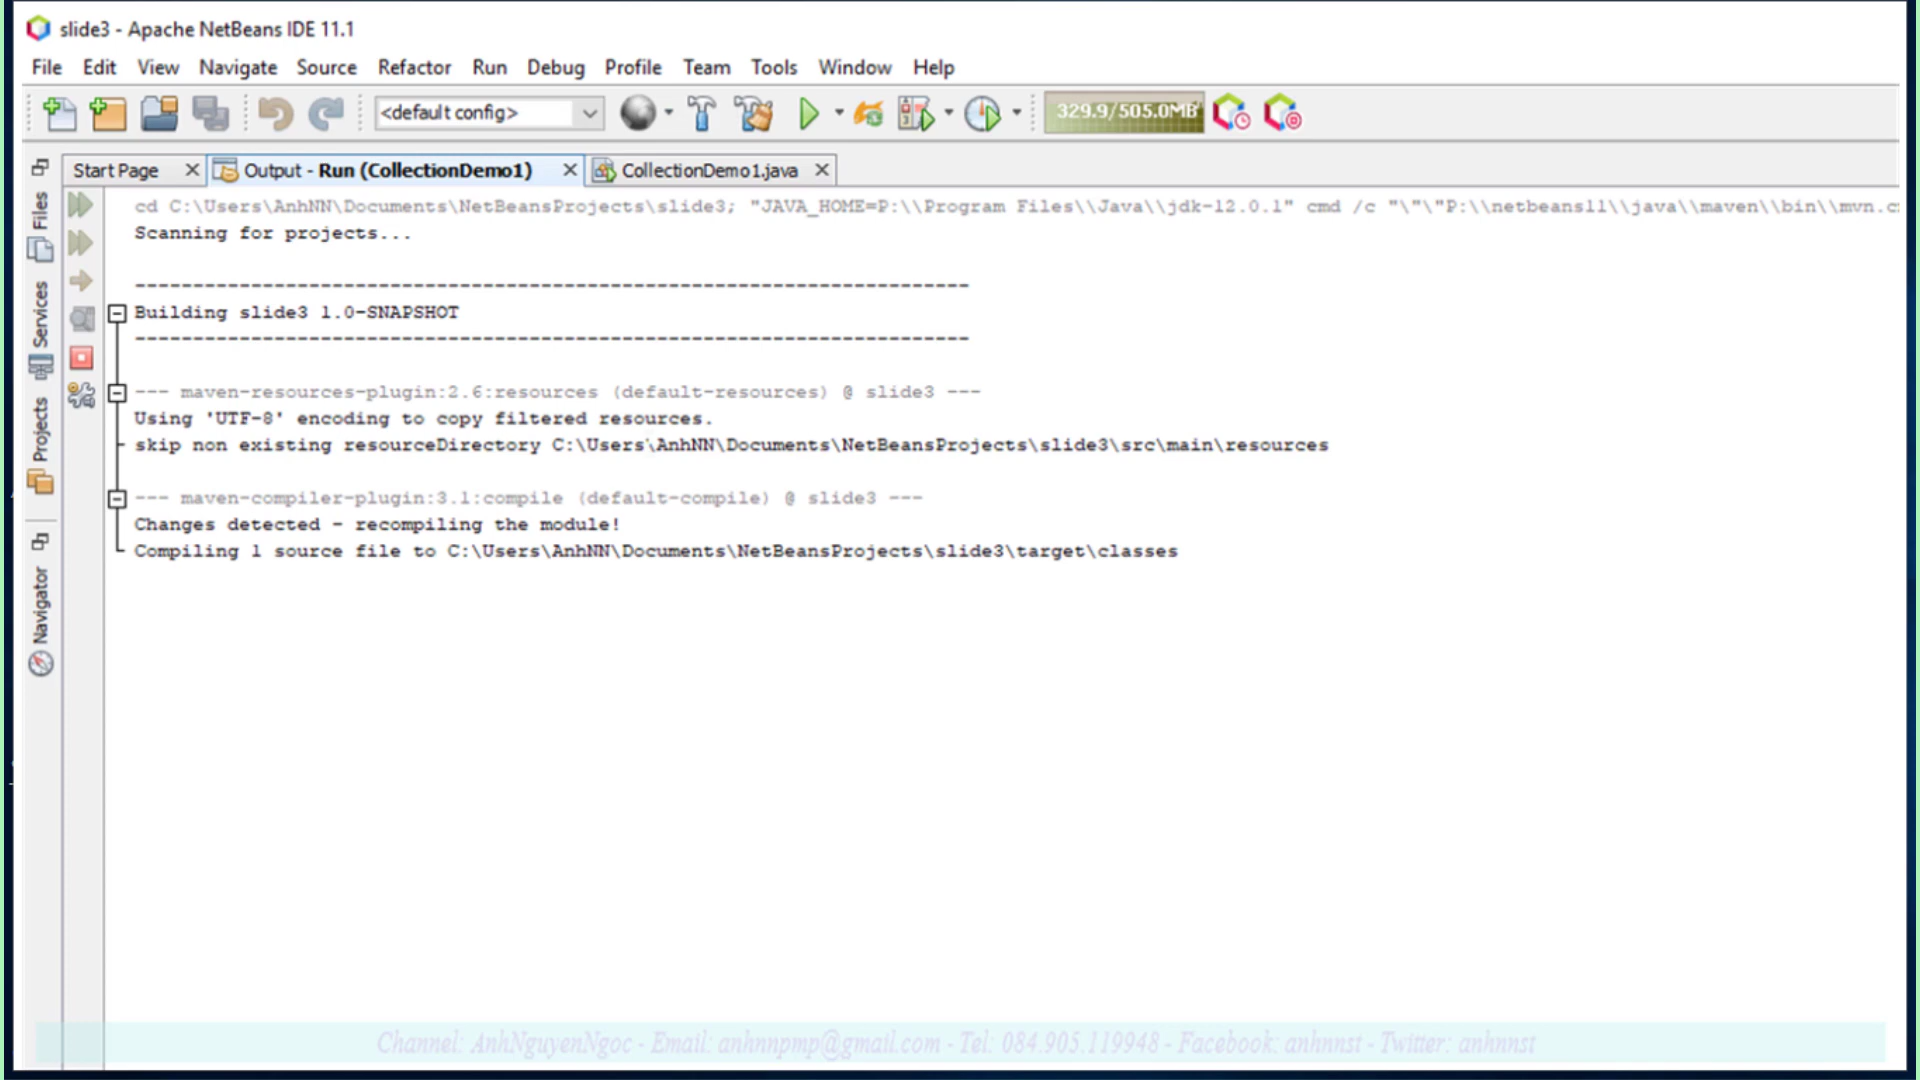 slide3 - Apache NetBeans IDE 11.1
File Edit View Navigate Source Refactor Run Debug Profile Team Tools Window Help
<default config>
329.9/505.0MB
Start Page
Output - Run (CollectionDemo1)
CollectionDemo1.java
Files
Services
Projects
Navigator
cd C:\Users\AnhNN\Documents\NetBeansProjects\slide3; "JAVA_HOME=P:\\Program Files\\Java\\jdk-12.0.1" cmd /c "\"\"P:\\netbeans11\\java\\maven\\bin\\mvn.c
Scanning for projects...
------------------------------------------------------------------------
Building slide3 1.0-SNAPSHOT
------------------------------------------------------------------------
--- maven-resources-plugin:2.6:resources (default-resources) @ slide3 ---
Using 'UTF-8' encoding to copy filtered resources.
skip non existing resourceDirectory C:\Users\AnhNN\Documents\NetBeansProjects\slide3\src\main\resources
--- maven-compiler-plugin:3.1:compile (default-compile) @ slide3 ---
Changes detected - recompiling the module!
Compiling 1 source file to C:\Users\AnhNN\Documents\NetBeansProjects\slide3\target\classes
Channel: AnhNguyenNgoc - Email: anhnnpmp@gmail.com - Tel: 084.905.119948 - Facebook: anhnnst - Twitter: anhnnst